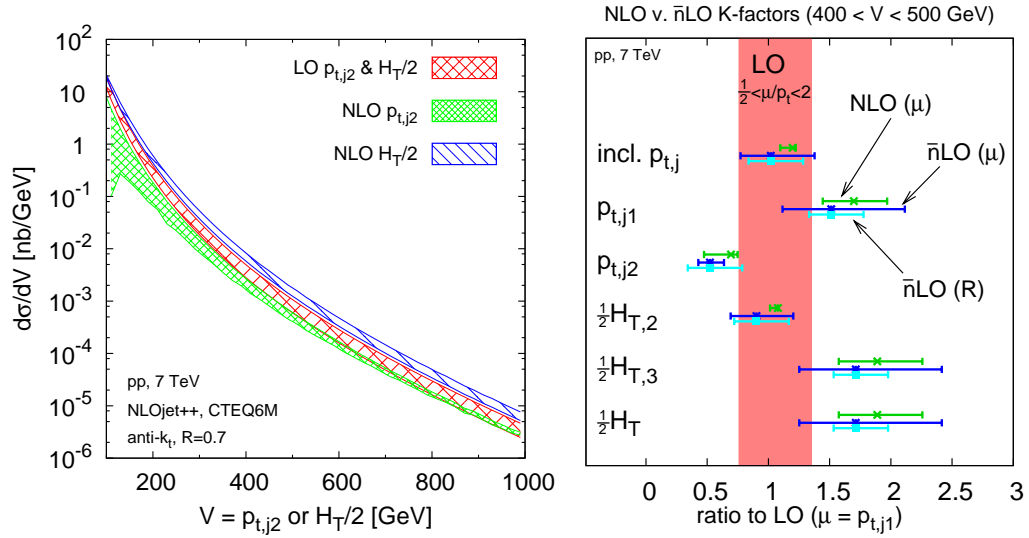 10^2
10
1
10^-1
10^-2
10^-3
10^-4
10^-5
10^-6
dσ/dV [nb/GeV]
LO p_t,j2 & H_T/2
NLO p_t,j2
NLO H_T/2
pp, 7 TeV
NLOjet++, CTEQ6M
anti-k_t, R=0.7
200 400 600 800 1000
V = p_t,j2 or H_T/2 [GeV]
NLO v. n̄LO K-factors (400 < V < 500 GeV)
pp, 7 TeV
LO
½<μ/p_t<2
NLO (μ)
n̄LO (μ)
n̄LO (R)
incl. p_t,j
p_t,j1
p_t,j2
½H_T,2
½H_T,3
½H_T
0 0.5 1 1.5 2 2.5 3
ratio to LO (μ = p_t,j1)